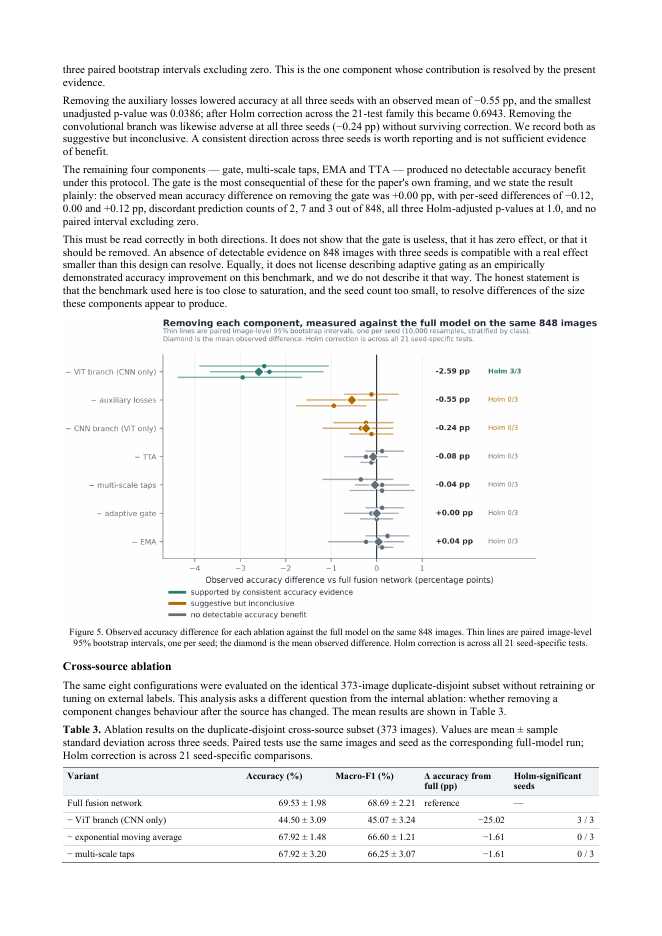 three paired bootstrap intervals excluding zero. This is the one component whose contribution is resolved by the present
evidence.
Removing the auxiliary losses lowered accuracy at all three seeds with an observed mean of −0.55 pp, and the smallest
unadjusted p-value was 0.0386; after Holm correction across the 21-test family this became 0.6943. Removing the
convolutional branch was likewise adverse at all three seeds (−0.24 pp) without surviving correction. We record both as
suggestive but inconclusive. A consistent direction across three seeds is worth reporting and is not sufficient evidence
of benefit.
The remaining four components — gate, multi-scale taps, EMA and TTA — produced no detectable accuracy benefit
under this protocol. The gate is the most consequential of these for the paper's own framing, and we state the result
plainly: the observed mean accuracy difference on removing the gate was +0.00 pp, with per-seed differences of −0.12,
0.00 and +0.12 pp, discordant prediction counts of 2, 7 and 3 out of 848, all three Holm-adjusted p-values at 1.0, and no
paired interval excluding zero.
This must be read correctly in both directions. It does not show that the gate is useless, that it has zero effect, or that it
should be removed. An absence of detectable evidence on 848 images with three seeds is compatible with a real effect
smaller than this design can resolve. Equally, it does not license describing adaptive gating as an empirically
demonstrated accuracy improvement on this benchmark, and we do not describe it that way. The honest statement is
that the benchmark used here is too close to saturation, and the seed count too small, to resolve differences of the size
these components appear to produce.
Removing each component, measured against the full model on the same 848 images
Thin lines are paired image-level 95% bootstrap intervals, one per seed (10,000 resamples, stratified by class).
Diamond is the mean observed difference. Holm correction is across all 21 seed-specific tests.
− ViT branch (CNN only) -2.59 pp Holm 3/3
− auxiliary losses -0.55 pp Holm 0/3
− CNN branch (ViT only) -0.24 pp Holm 0/3
− TTA -0.08 pp Holm 0/3
− multi-scale taps -0.04 pp Holm 0/3
− adaptive gate +0.00 pp Holm 0/3
− EMA +0.04 pp Holm 0/3
−4 −3 −2 −1 0 1
Observed accuracy difference vs full fusion network (percentage points)
supported by consistent accuracy evidence
suggestive but inconclusive
no detectable accuracy benefit
Figure 5. Observed accuracy difference for each ablation against the full model on the same 848 images. Thin lines are paired image-level
95% bootstrap intervals, one per seed; the diamond is the mean observed difference. Holm correction is across all 21 seed-specific tests.
Cross-source ablation
The same eight configurations were evaluated on the identical 373-image duplicate-disjoint subset without retraining or
tuning on external labels. This analysis asks a different question from the internal ablation: whether removing a
component changes behaviour after the source has changed. The mean results are shown in Table 3.
Table 3. Ablation results on the duplicate-disjoint cross-source subset (373 images). Values are mean ± sample
standard deviation across three seeds. Paired tests use the same images and seed as the corresponding full-model run;
Holm correction is across 21 seed-specific comparisons.
Variant Accuracy (%) Macro-F1 (%) Δ accuracy from Holm-significant
full (pp) seeds
Full fusion network 69.53 ± 1.98 68.69 ± 2.21 reference —
− ViT branch (CNN only) 44.50 ± 3.09 45.07 ± 3.24 −25.02 3 / 3
− exponential moving average 67.92 ± 1.48 66.60 ± 1.21 −1.61 0 / 3
− multi-scale taps 67.92 ± 3.20 66.25 ± 3.07 −1.61 0 / 3